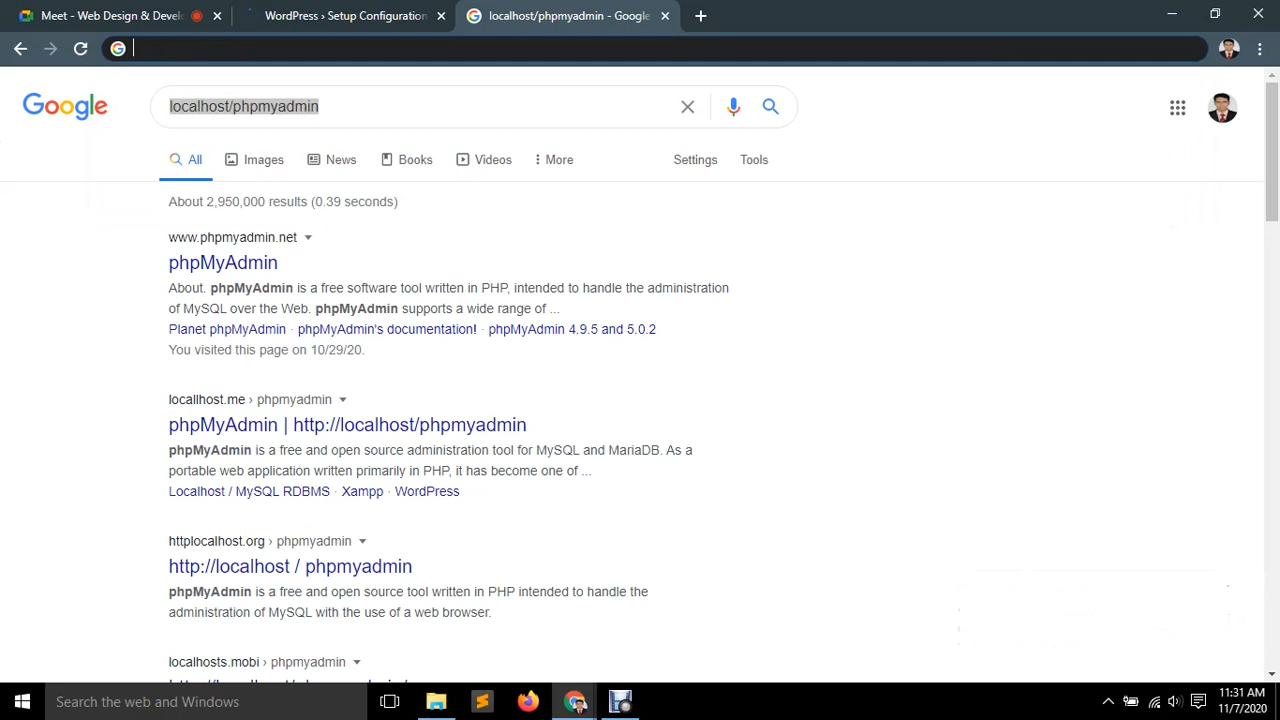 Meet - Web Design & Devel
WordPress › Setup Configuration
localhost/phpmyadmin - Google
Google
localhost/phpmyadmin
All
Images
News
Books
Videos
More
Settings
Tools
About 2,950,000 results (0.39 seconds)
www.phpmyadmin.net
phpMyAdmin
About. phpMyAdmin is a free software tool written in PHP, intended to handle the administration
of MySQL over the Web. phpMyAdmin supports a wide range of ...
Planet phpMyAdmin · phpMyAdmin's documentation! · phpMyAdmin 4.9.5 and 5.0.2
You visited this page on 10/29/20.
locallhost.me › phpmyadmin
phpMyAdmin | http://localhost/phpmyadmin
phpMyAdmin is a free and open source administration tool for MySQL and MariaDB. As a
portable web application written primarily in PHP, it has become one of ...
Localhost / MySQL RDBMS · Xampp · WordPress
httplocalhost.org › phpmyadmin
http://localhost / phpmyadmin
phpMyAdmin is a free and open source tool written in PHP intended to handle the
administration of MySQL with the use of a web browser.
localhosts.mobi › phpmyadmin
Search the web and Windows
11:31 AM
11/7/2020